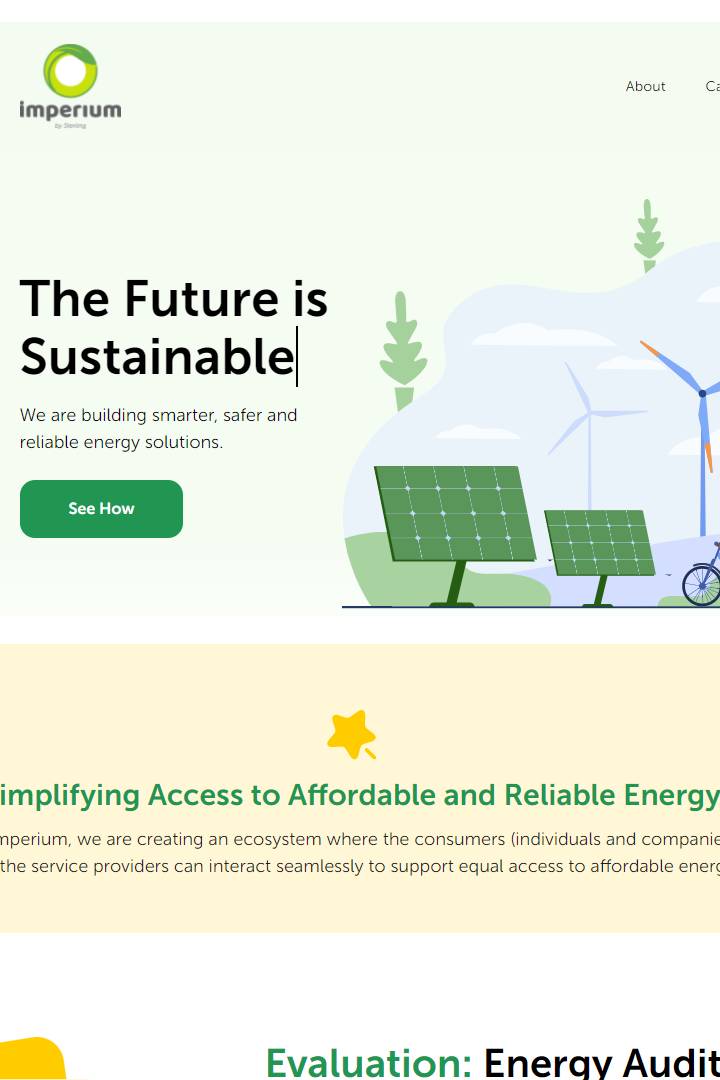 imperium
by Sterling
About
The Future is
Sustainable
We are building smarter, safer and
reliable energy solutions.
See How
implifying Access to Affordable and Reliable Energy
mperium, we are creating an ecosystem where the consumers (individuals and companie
the service providers can interact seamlessly to support equal access to affordable energ
Evaluation: Energy Audit